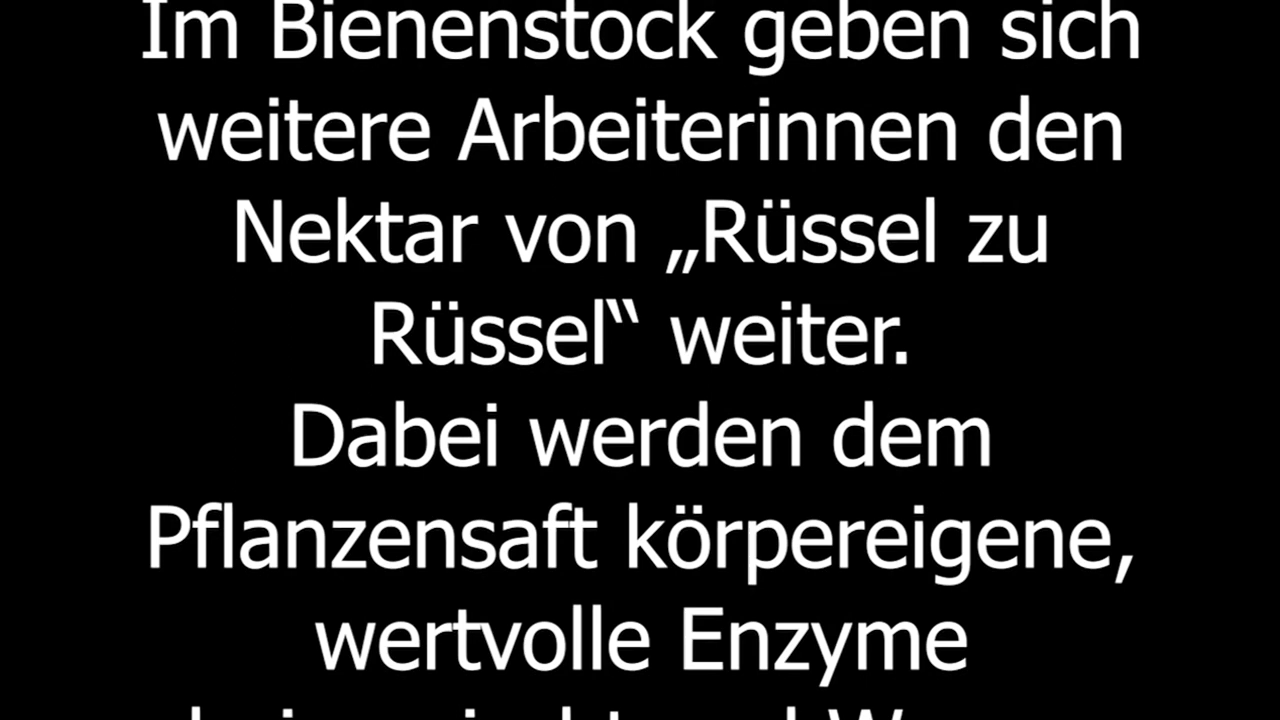 Im Bienenstock geben sich
weitere Arbeiterinnen den
Nektar von „Rüssel zu
Rüssel“ weiter.
Dabei werden dem
Pflanzensaft körpereigene,
wertvolle Enzyme